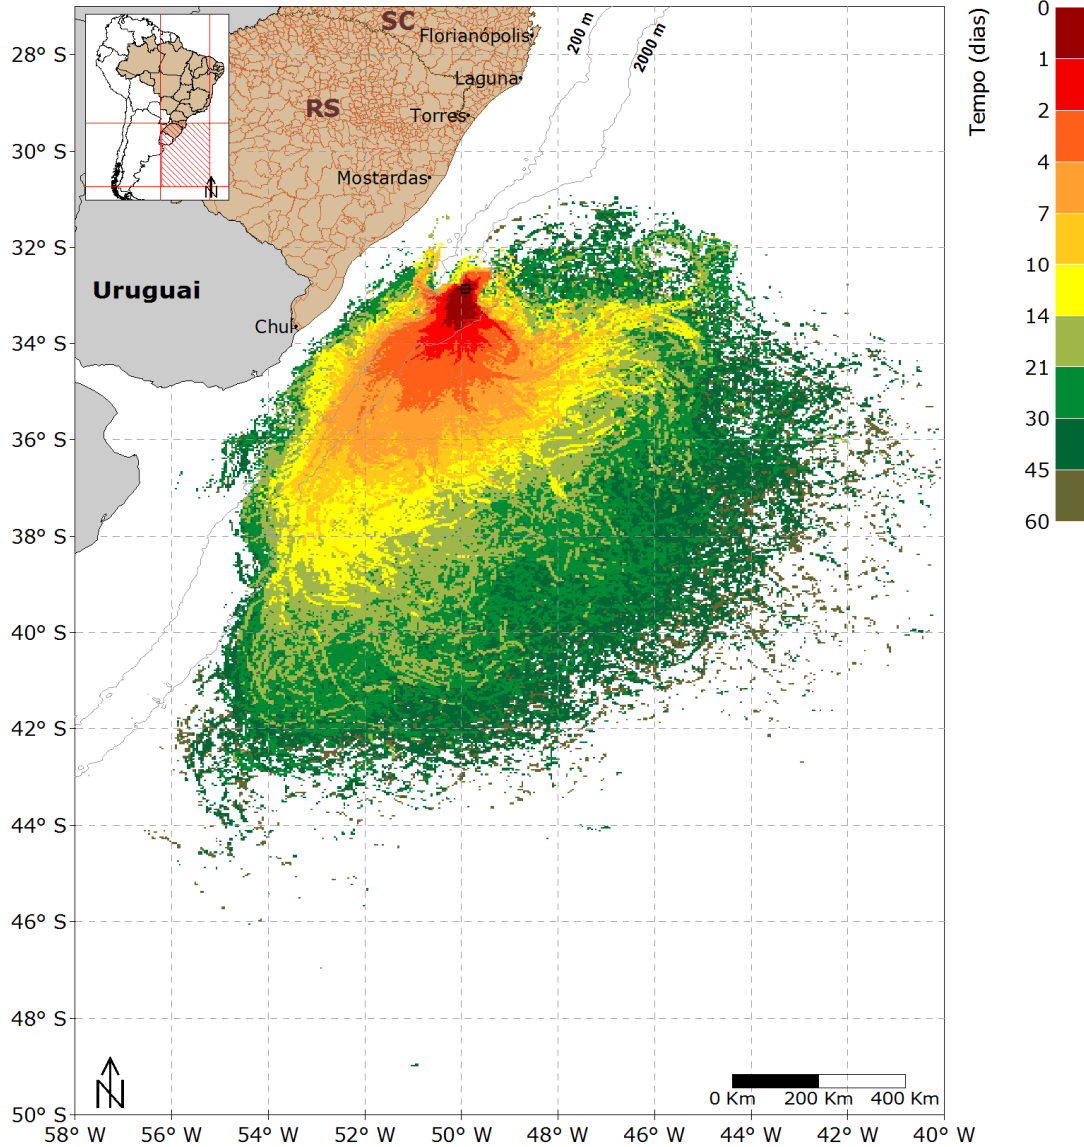 SC
Florianópolis
Laguna
RS
Torres
Mostardas
Uruguai
Chuí
200 m
2000 m
N
N
28° S
30° S
32° S
34° S
36° S
38° S
40° S
42° S
44° S
46° S
48° S
50° S
58° W
56° W
54° W
52° W
50° W
48° W
46° W
44° W
42° W
40° W
0 Km
200 Km
400 Km
Tempo (dias)
0
1
2
4
7
10
14
21
30
45
60